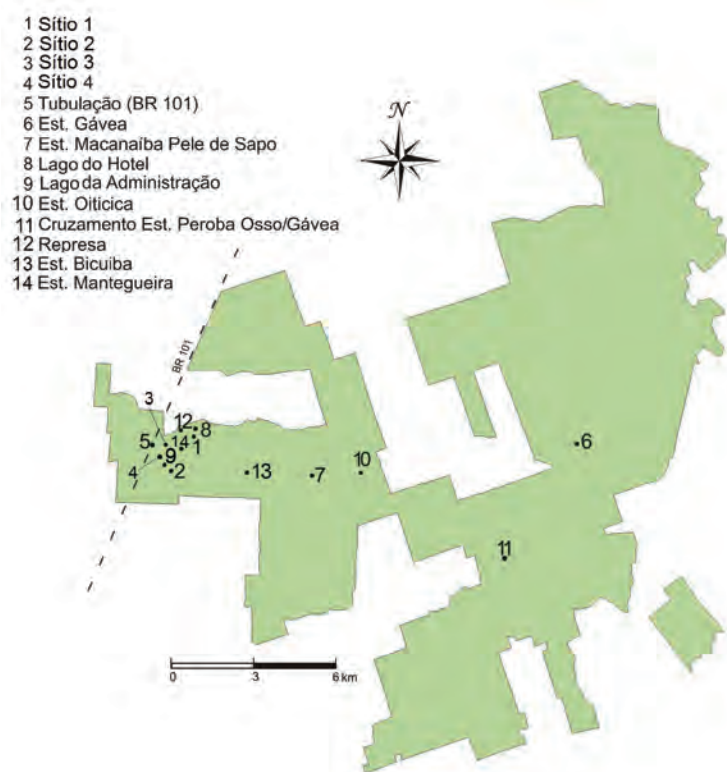 1 Sítio 1
2 Sítio 2
3 Sítio 3
4 Sítio 4
5 Tubulação (BR 101)
6 Est. Gávea
7 Est. Macanaíba Pele de Sapo
8 Lago do Hotel
9 Lago da Administração
10 Est. Oiticica
11 Cruzamento Est. Peroba Osso/Gávea
12 Represa
13 Est. Bicuiba
14 Est. Mantegueira
N
BR 101
3
12
8
5
14
1
4
9
2
13
7
10
6
11
0 3 6 km